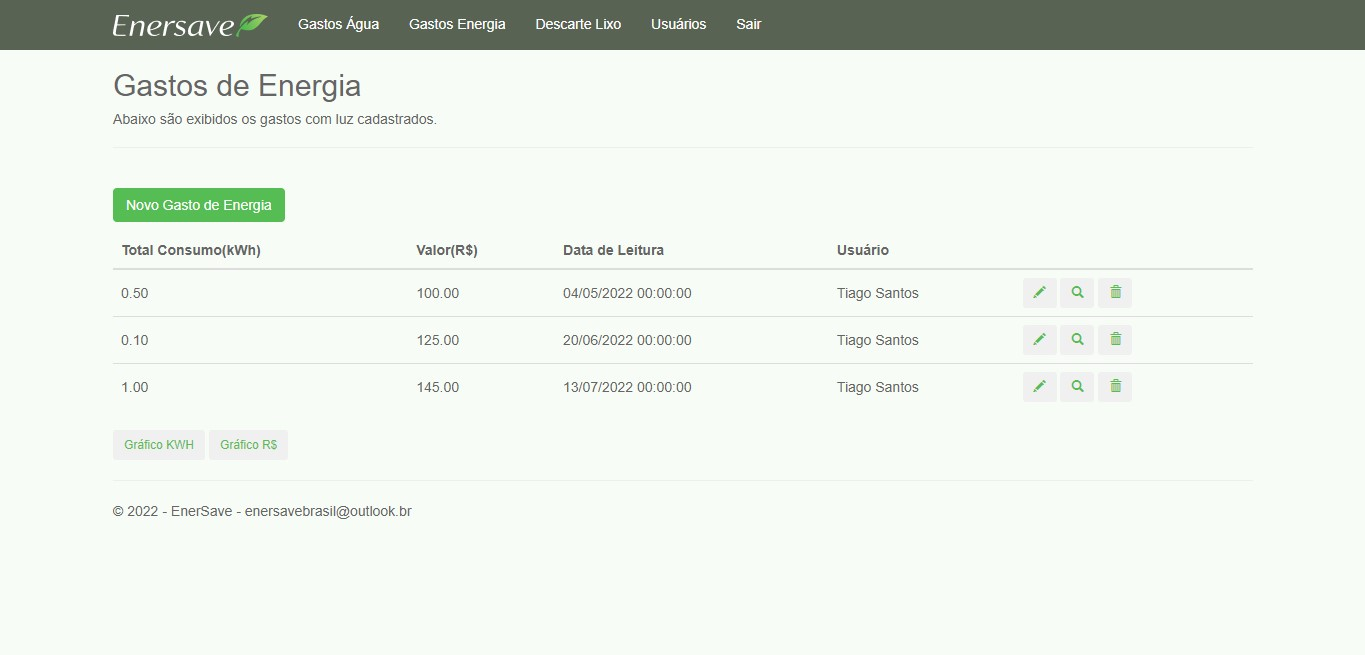 Enersave Gastos Água Gastos Energia Descarte Lixo Usuários Sair
Gastos de Energia
Abaixo são exibidos os gastos com luz cadastrados.
Novo Gasto de Energia
Total Consumo(kWh) Valor(R$) Data de Leitura Usuário
0.50 100.00 04/05/2022 00:00:00 Tiago Santos
0.10 125.00 20/06/2022 00:00:00 Tiago Santos
1.00 145.00 13/07/2022 00:00:00 Tiago Santos
Gráfico KWH Gráfico R$
© 2022 - EnerSave - enersavebrasil@outlook.br